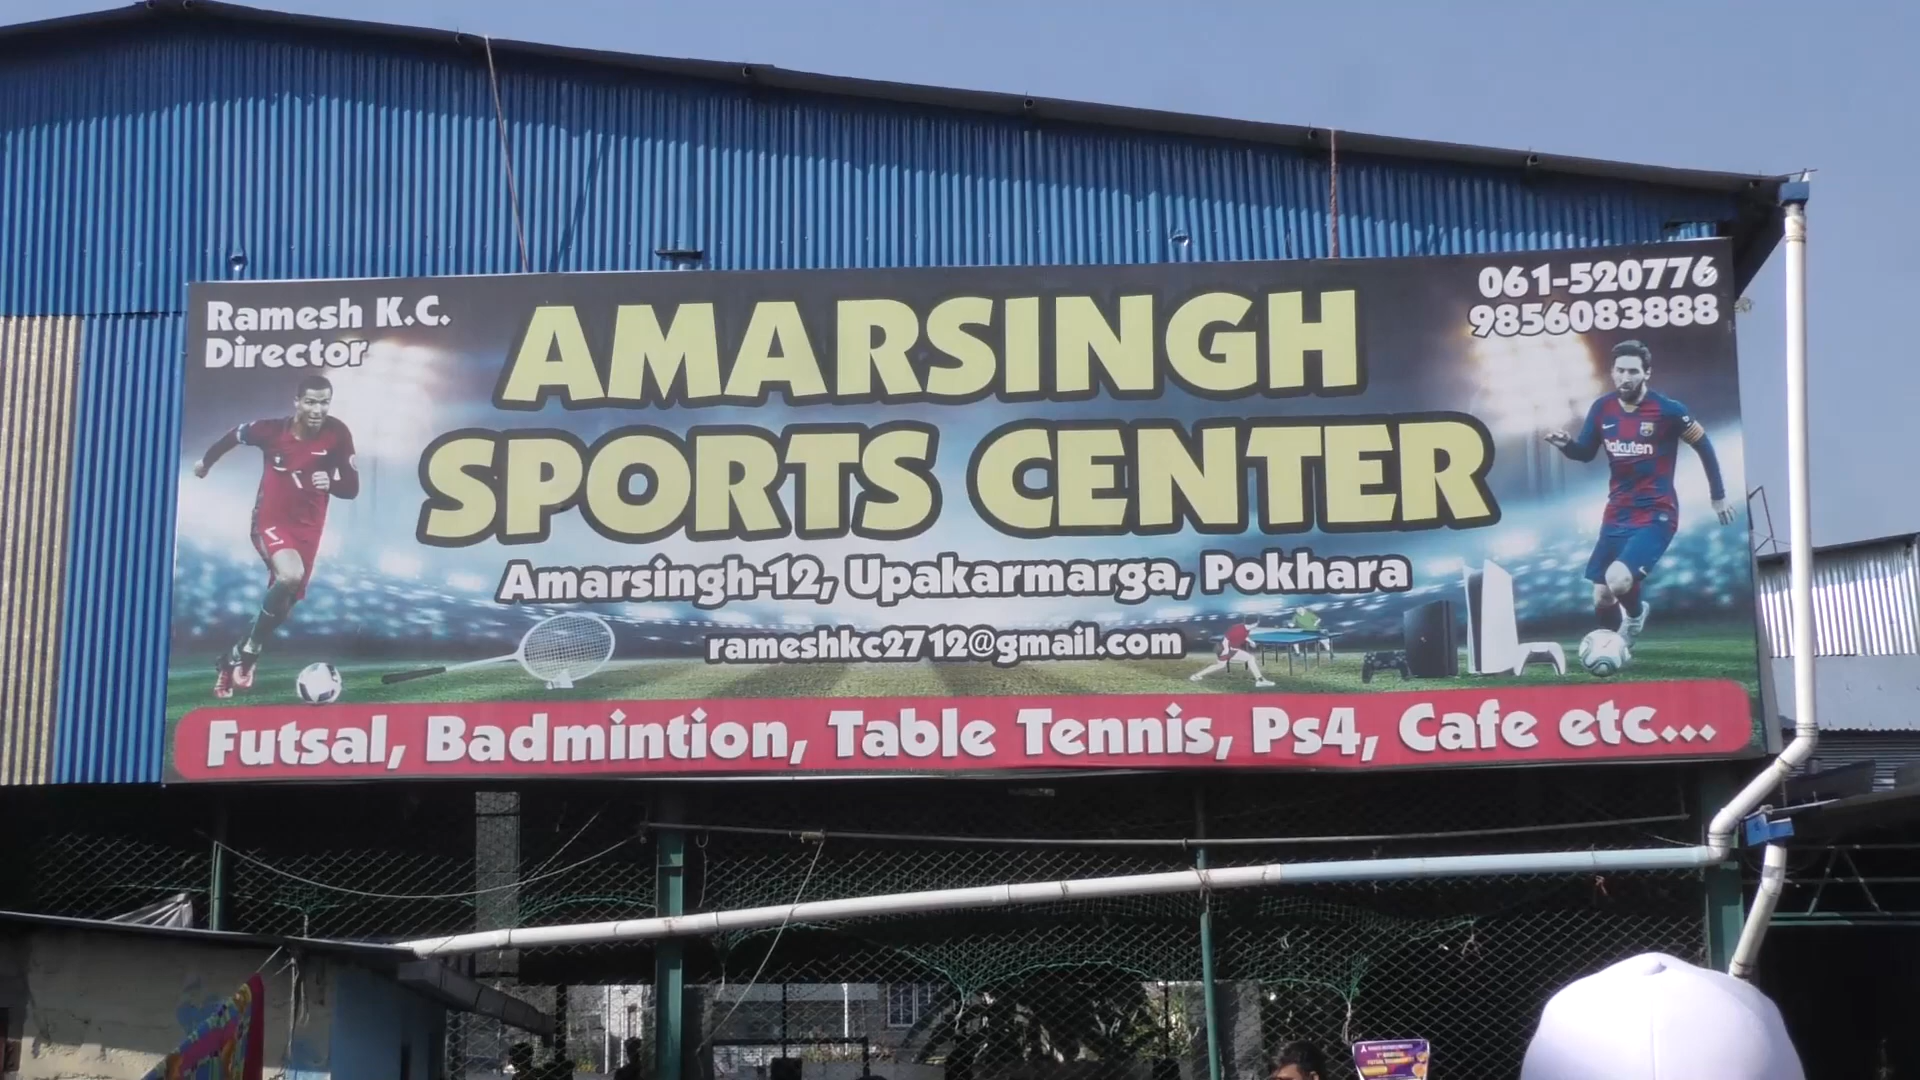 Ramesh K.C.
Director
061-520776
9856083888
AMARSINGH
SPORTS CENTER
Amarsingh-12, Upakarmarga, Pokhara
rameshkc2712@gmail.com
Rakuten
7
Futsal, Badmintion, Table Tennis, Ps4, Cafe etc...